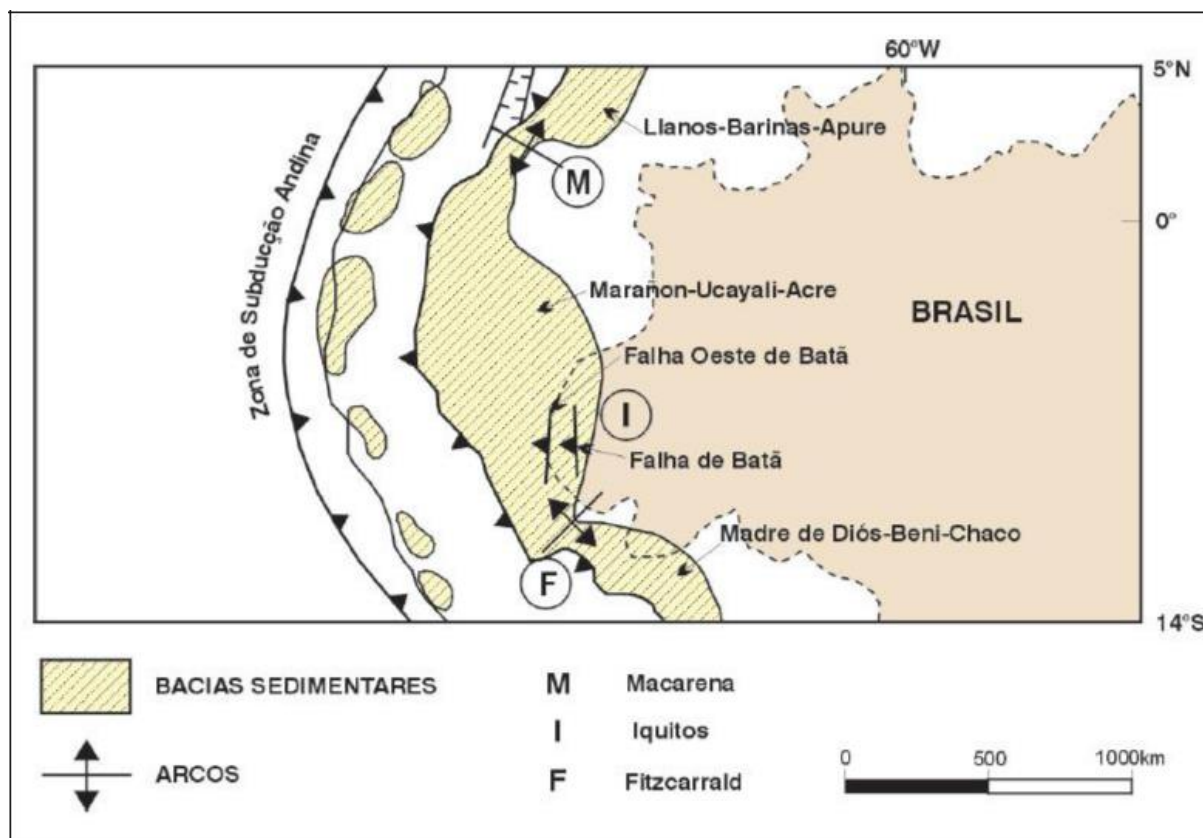 60°W
5°N
Llanos-Barinas-Apure
M
0°
Zona de Subducção Andina
Marañon-Ucayali-Acre
BRASIL
Falha Oeste de Batã
I
Falha de Batã
Madre de Diós-Beni-Chaco
F
14°S
BACIAS SEDIMENTARES
M Macarena
I Iquitos
ARCOS
F Fitzcarrald
0 500 1000km